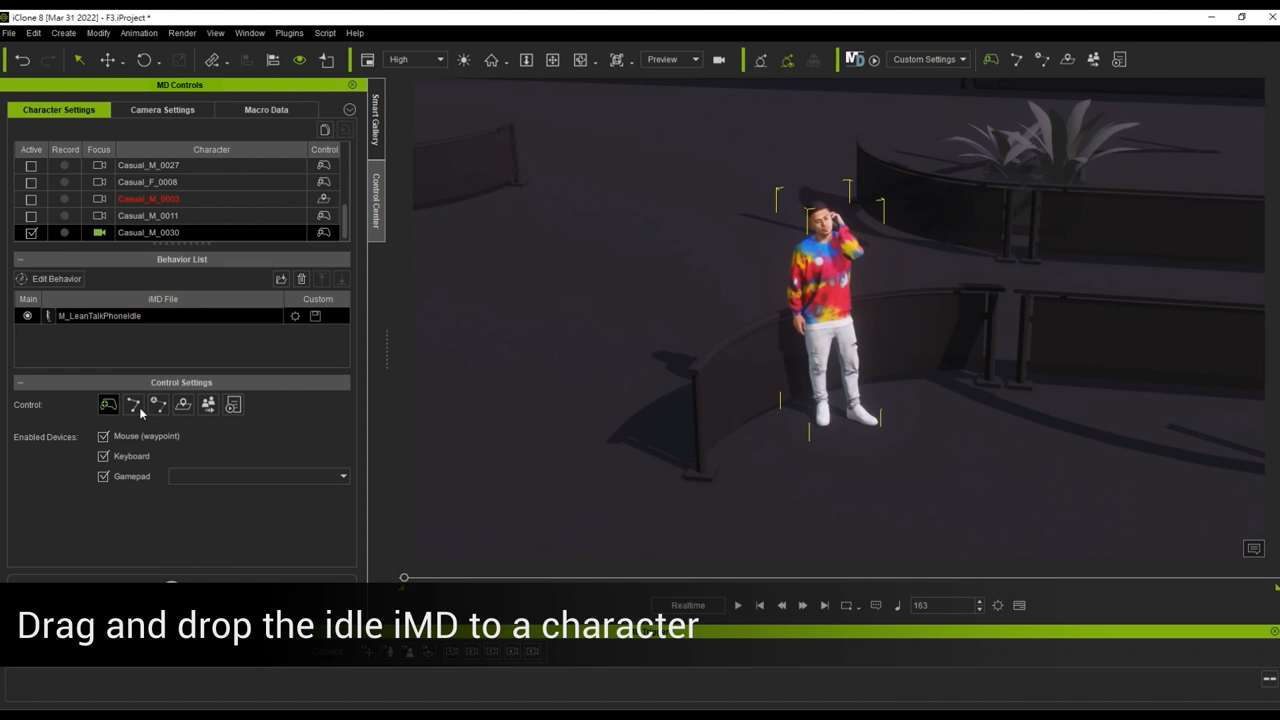 iClone 8 [Mar 31 2022] - F3.iProject *
File Edit Create Modify Animation Render View Window Plugins Script Help
High Preview MD Custom Settings
MD Controls
Character Settings Camera Settings Macro Data
Active Record Focus Character Control
Casual_M_0027
Casual_F_0008
Casual_M_0003
Casual_M_0011
Casual_M_0030
Behavior List
Edit Behavior
Main iMD File Custom
M_LeanTalkPhoneIdle
Control Settings
Control:
Enabled Devices: Mouse (waypoint)
Keyboard
Gamepad
Smart Gallery
Control Center
Realtime 163
Drag and drop the idle iMD to a character